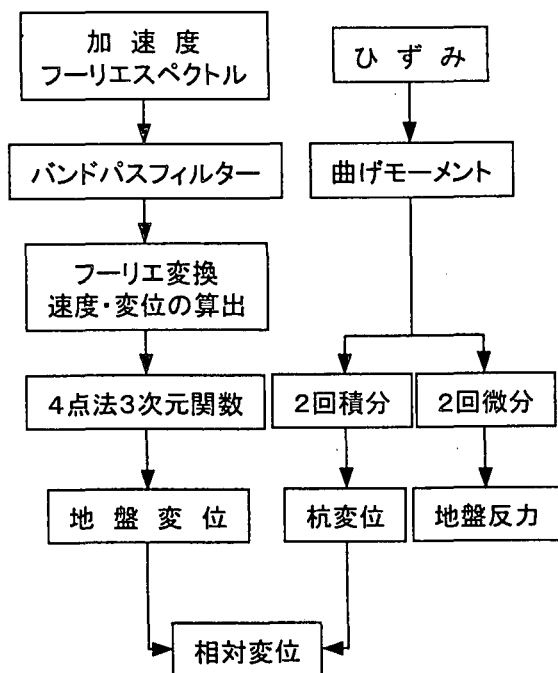 加速度
フーリエスペクトル
バンドパスフィルター
フーリエ変換
速度・変位の算出
4点法3次元関数
地盤変位
ひずみ
曲げモーメント
2回積分
2回微分
杭変位
地盤反力
相対変位